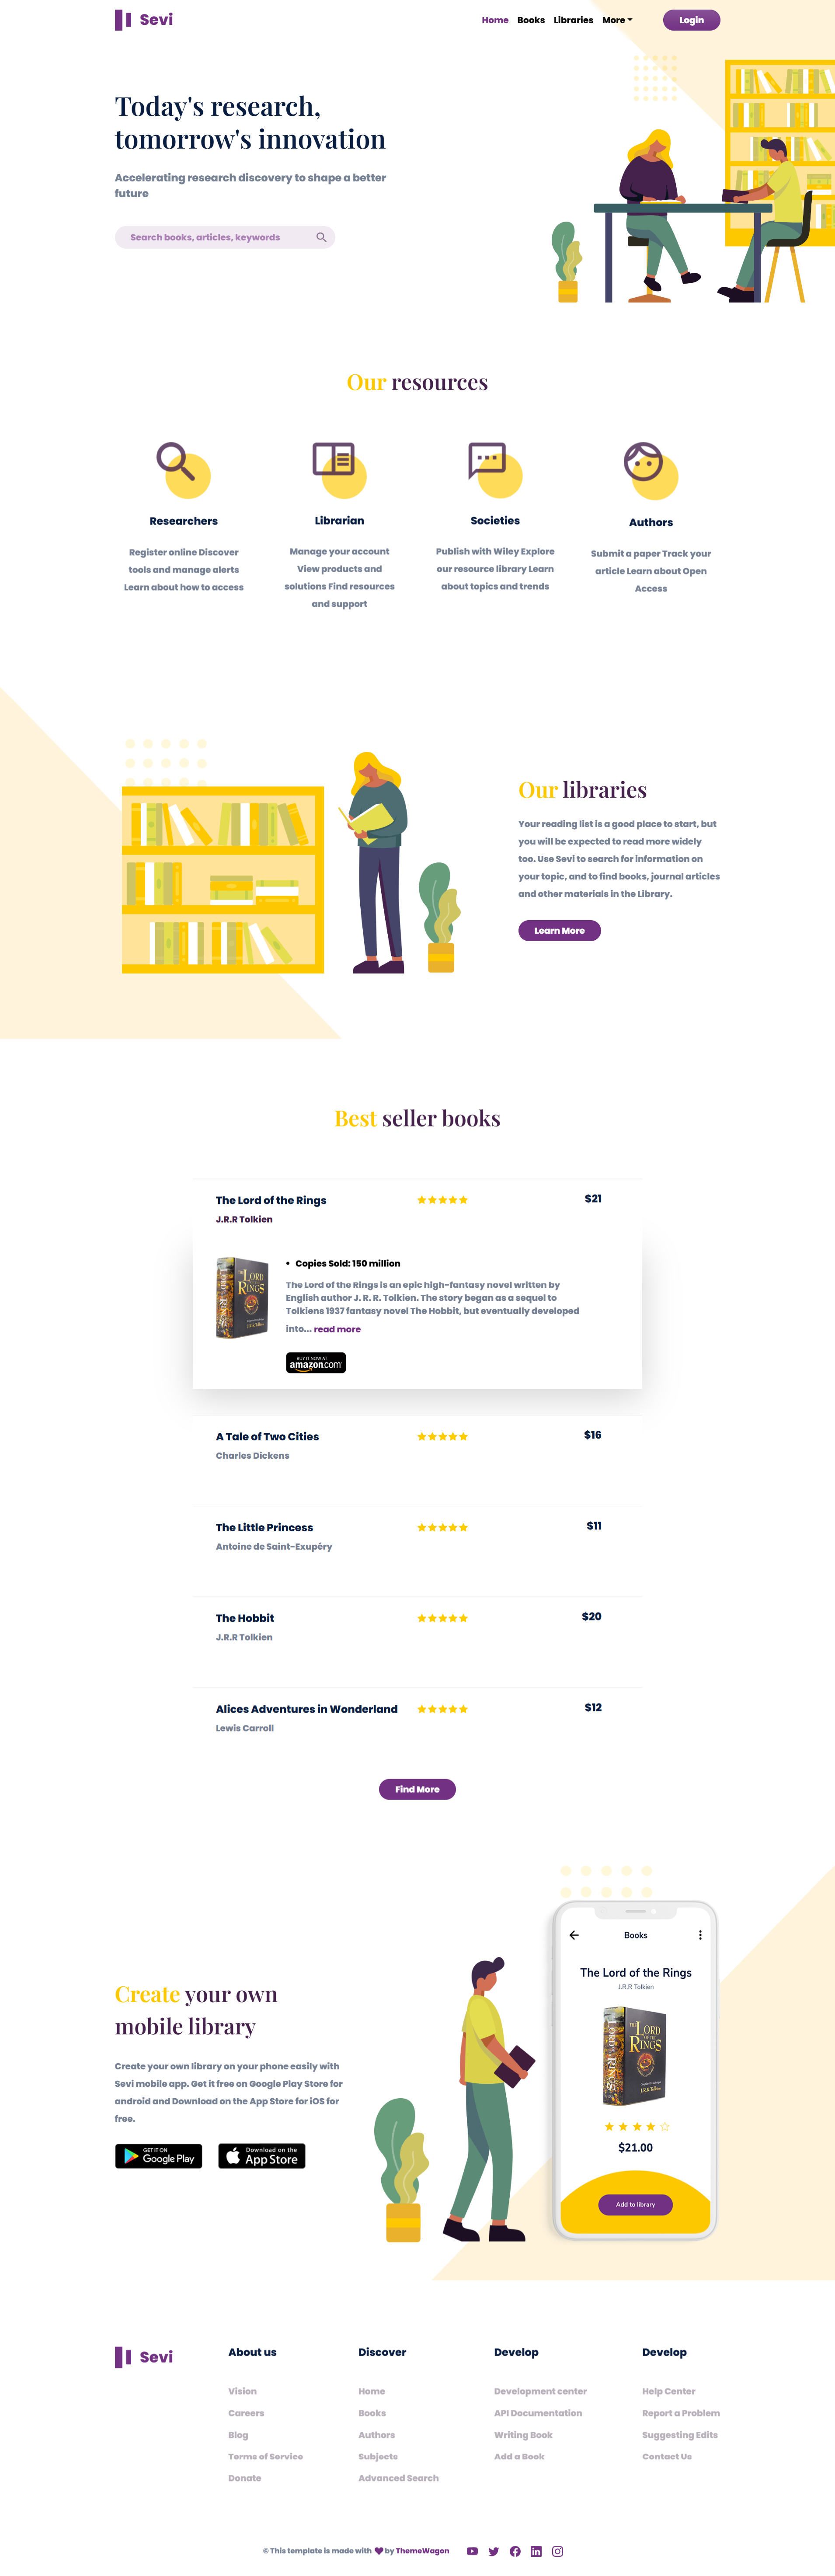 Sevi
Home Books Libraries More
Login
Today's research,
tomorrow's innovation
Accelerating research discovery to shape a better
future
Search books, articles, keywords
Our resources
Researchers
Register online Discover
tools and manage alerts
Learn about how to access
Librarian
Manage your account
View products and
solutions Find resources
and support
Societies
Publish with Wiley Explore
our resource library Learn
about topics and trends
Authors
Submit a paper Track your
article Learn about Open
Access
Our libraries
Your reading list is a good place to start, but
you will be expected to read more widely
too. Use Sevi to search for information on
your topic, and to find books, journal articles
and other materials in the Library.
Learn More
Best seller books
The Lord of the Rings
$21
J.R.R Tolkien
THE LORD
OF THE
RINGS
J.R.R.TOLKIEN
• Copies Sold: 150 million
The Lord of the Rings is an epic high-fantasy novel written by
English author J. R. R. Tolkien. The story began as a sequel to
Tolkiens 1937 fantasy novel The Hobbit, but eventually developed
into... read more
BUY IT NOW AT
amazon.com
A Tale of Two Cities
$16
Charles Dickens
The Little Princess
$11
Antoine de Saint-Exupéry
The Hobbit
$20
J.R.R Tolkien
Alices Adventures in Wonderland
$12
Lewis Carroll
Find More
Create your own
mobile library
Create your own library on your phone easily with
Sevi mobile app. Get it free on Google Play Store for
android and Download on the App Store for iOS for
free.
GET IT ON
Google Play
Download on the
App Store
Books
The Lord of the Rings
J.R.R Tolkien
THE LORD
OF THE
RINGS
J.R.R.TOLKIEN
$21.00
Add to library
Sevi
About us
Vision
Careers
Blog
Terms of Service
Donate
Discover
Home
Books
Authors
Subjects
Advanced Search
Develop
Development center
API Documentation
Writing Book
Add a Book
Develop
Help Center
Report a Problem
Suggesting Edits
Contact Us
© This template is made with by ThemeWagon